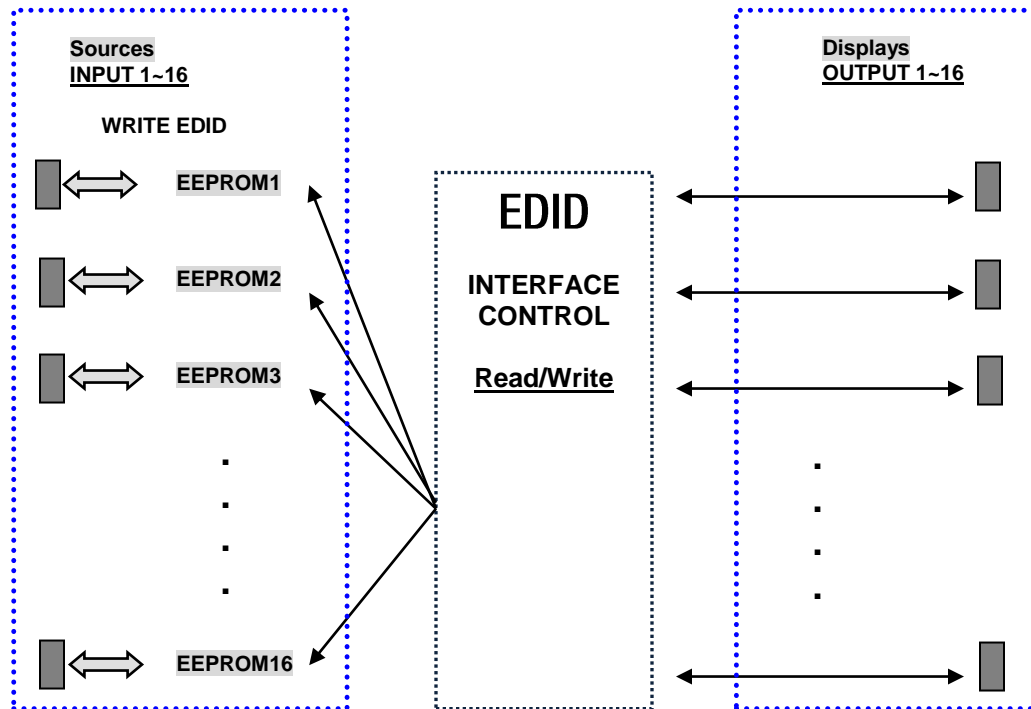 Sources
INPUT 1~16
WRITE EDID
EEPROM1
EEPROM2
EEPROM3
.
.
.
.
EEPROM16
EDID
INTERFACE
CONTROL
Read/Write
Displays
OUTPUT 1~16
.
.
.
.